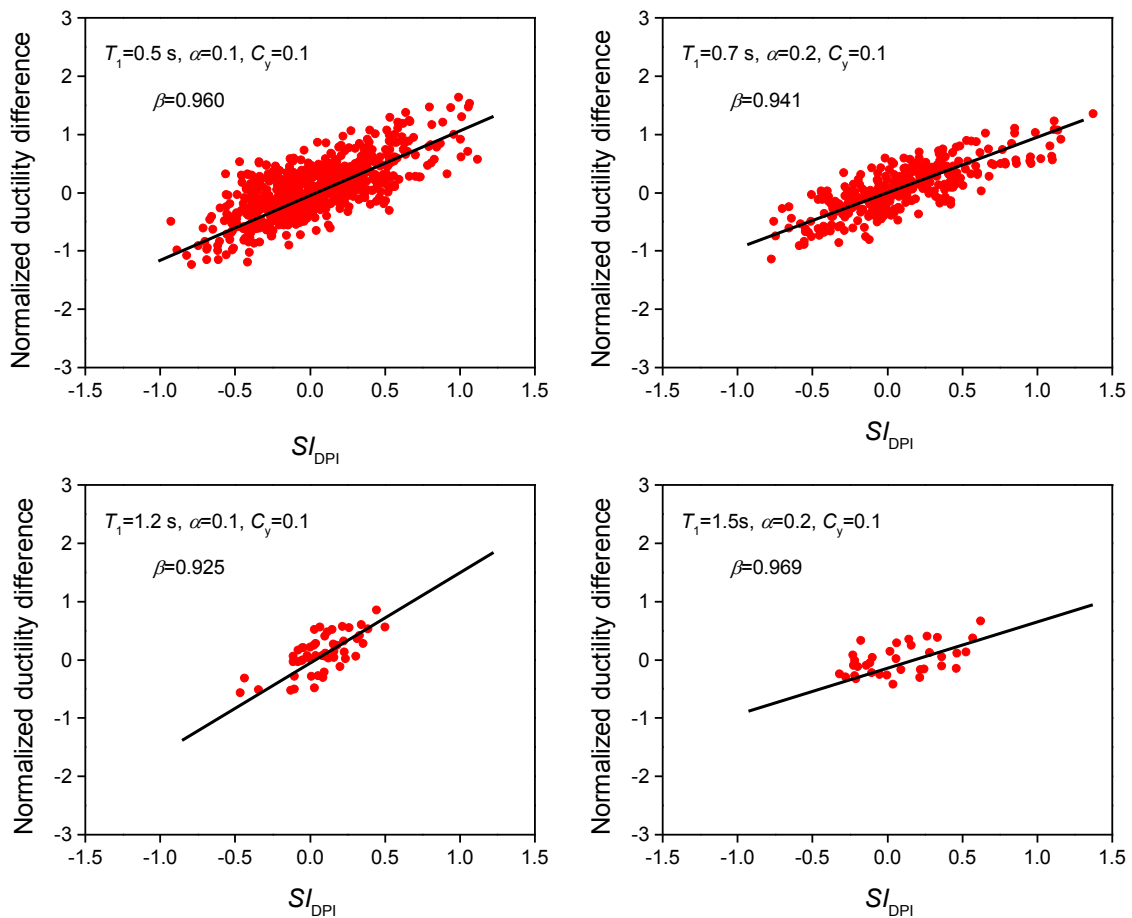 Normalized ductility difference
3
2
1
0
-1
-2
-3
T1=0.5 s, α=0.1, Cy=0.1
β=0.960
-1.5 -1.0 -0.5 0.0 0.5 1.0 1.5
SIDPI
Normalized ductility difference
3
2
1
0
-1
-2
-3
T1=0.7 s, α=0.2, Cy=0.1
β=0.941
-1.5 -1.0 -0.5 0.0 0.5 1.0 1.5
SIDPI
Normalized ductility difference
3
2
1
0
-1
-2
-3
T1=1.2 s, α=0.1, Cy=0.1
β=0.925
-1.5 -1.0 -0.5 0.0 0.5 1.0 1.5
SIDPI
Normalized ductility difference
3
2
1
0
-1
-2
-3
T1=1.5s, α=0.2, Cy=0.1
β=0.969
-1.5 -1.0 -0.5 0.0 0.5 1.0 1.5
SIDPI